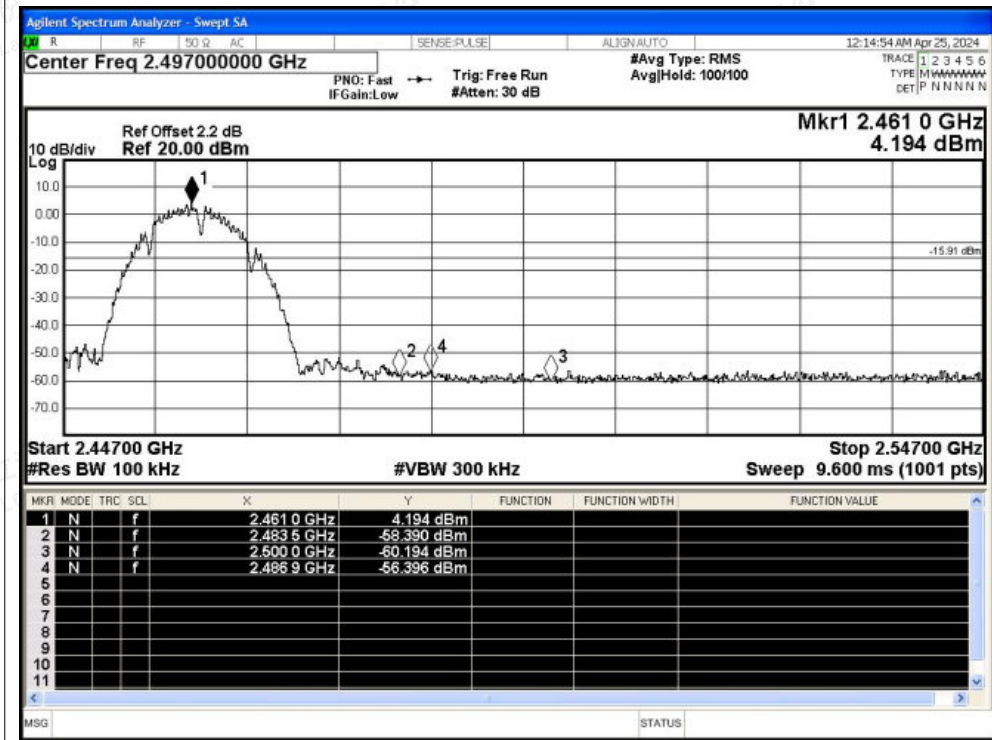 Agilent Spectrum Analyzer - Swept SA
LXI R RF 50 Ω AC SENSE:PULSE ALIGNAUTO 12:14:54 AM Apr 25, 2024
Center Freq 2.497000000 GHz
PNO: Fast
IFGain:Low
Trig: Free Run
#Atten: 30 dB
#Avg Type: RMS
Avg|Hold: 100/100
TRACE 1 2 3 4 5 6
TYPE M WWWWW
DET P N N N N N
Mkr1 2.461 0 GHz
4.194 dBm
Ref Offset 2.2 dB
10 dB/div Ref 20.00 dBm
Log
10.0
0.00
-10.0
-20.0
-30.0
-40.0
-50.0
-60.0
-70.0
1
2
4
3
-15.91 dBm
Start 2.44700 GHz Stop 2.54700 GHz
#Res BW 100 kHz #VBW 300 kHz Sweep 9.600 ms (1001 pts)
MKR MODE TRC SCL X Y FUNCTION FUNCTION WIDTH FUNCTION VALUE
1 N f 2.461 0 GHz 4.194 dBm
2 N f 2.483 5 GHz -58.390 dBm
3 N f 2.500 0 GHz -60.194 dBm
4 N f 2.486 9 GHz -56.396 dBm
5
6
7
8
9
10
11
MSG STATUS